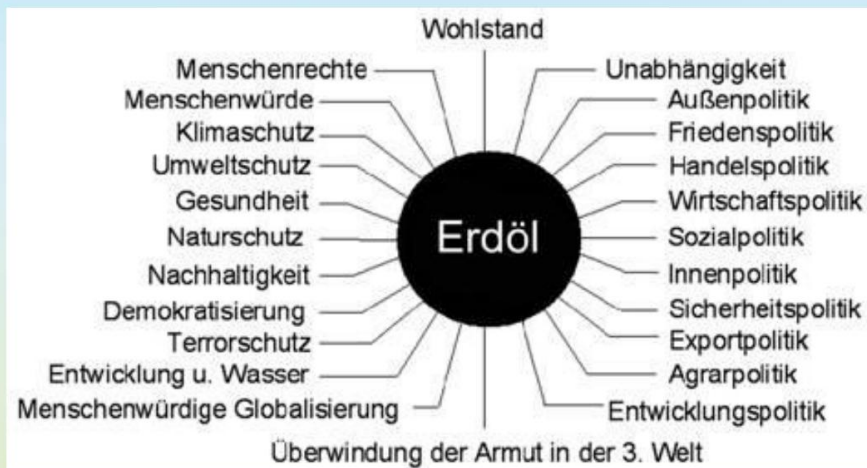 Wohlstand
Menschenrechte
Menschenwürde
Klimaschutz
Umweltschutz
Gesundheit
Naturschutz
Nachhaltigkeit
Demokratisierung
Terrorschutz
Entwicklung u. Wasser
Menschenwürdige Globalisierung
Erdöl
Unabhängigkeit
Außenpolitik
Friedenspolitik
Handelspolitik
Wirtschaftspolitik
Sozialpolitik
Innenpolitik
Sicherheitspolitik
Exportpolitik
Agrarpolitik
Entwicklungspolitik
Überwindung der Armut in der 3. Welt